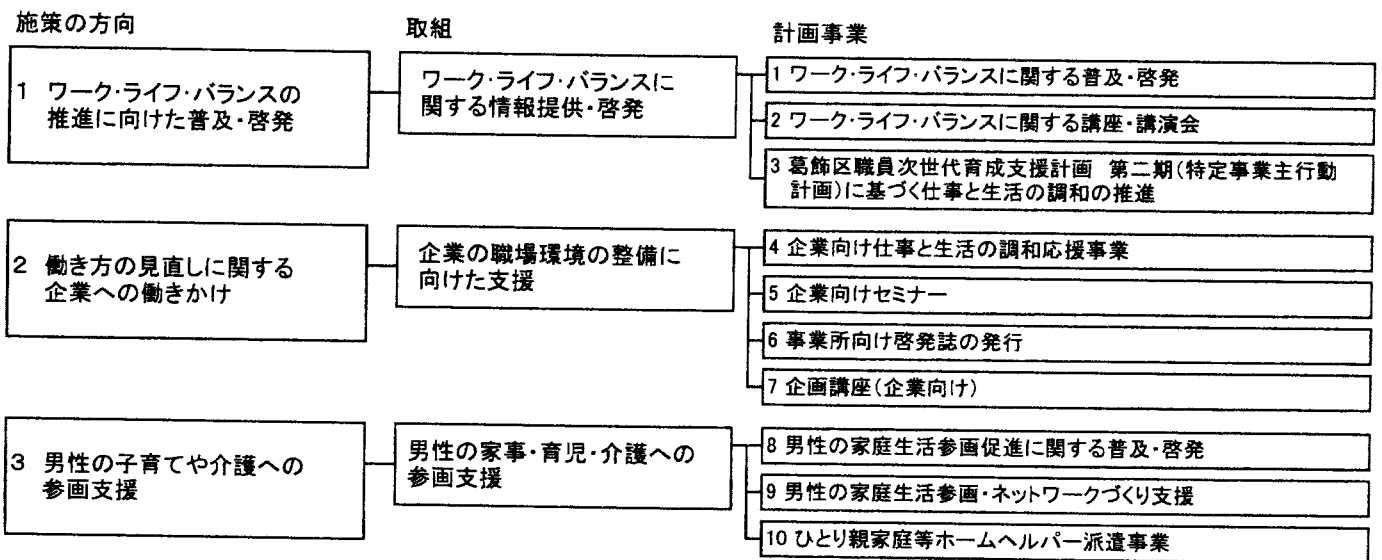 施策の方向
取組
計画事業
1 ワーク・ライフ・バランスの
推進に向けた普及・啓発
ワーク・ライフ・バランスに
関する情報提供・啓発
1 ワーク・ライフ・バランスに関する普及・啓発
2 ワーク・ライフ・バランスに関する講座・講演会
3 葛飾区職員次世代育成支援計画 第二期(特定事業主行動
計画)に基づく仕事と生活の調和の推進
2 働き方の見直しに関する
企業への働きかけ
企業の職場環境の整備に
向けた支援
4 企業向け仕事と生活の調和応援事業
5 企業向けセミナー
6 事業所向け啓発誌の発行
7 企画講座(企業向け)
3 男性の子育てや介護への
参画支援
男性の家事・育児・介護への
参画支援
8 男性の家庭生活参画促進に関する普及・啓発
9 男性の家庭生活参画・ネットワークづくり支援
10 ひとり親家庭等ホームヘルパー派遣事業